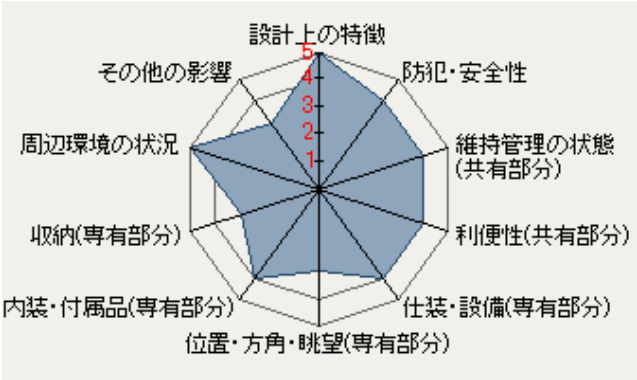 設計上の特徴
その他の影響
防犯・安全性
周辺環境の状況
維持管理の状態
(共有部分)
5
4
3
2
1
収納(専有部分)
利便性(共有部分)
内装・付属品(専有部分)
仕装・設備(専有部分)
位置・方角・眺望(専有部分)